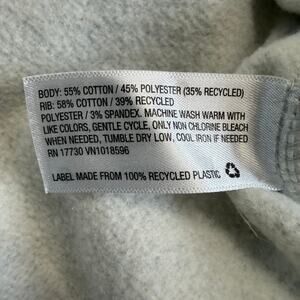 BODY: 55% COTTON / 45% POLYESTER (35% RECYCLED)
RIB: 58% COTTON / 39% RECYCLED
POLYESTER / 3% SPANDEX. MACHINE WASH WARM WITH
LIKE COLORS, GENTLE CYCLE, ONLY NON CHLORINE BLEACH
WHEN NEEDED, TUMBLE DRY LOW, COOL IRON IF NEEDED
RN 17730 VN1018596
LABEL MADE FROM 100% RECYCLED PLASTIC